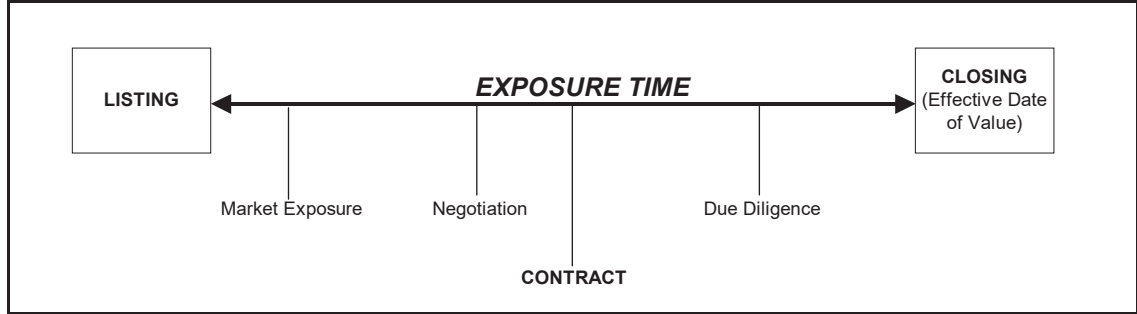 EXPOSURE TIME
LISTING
CLOSING
(Effective Date
of Value)
Market Exposure
Negotiation
Due Diligence
CONTRACT